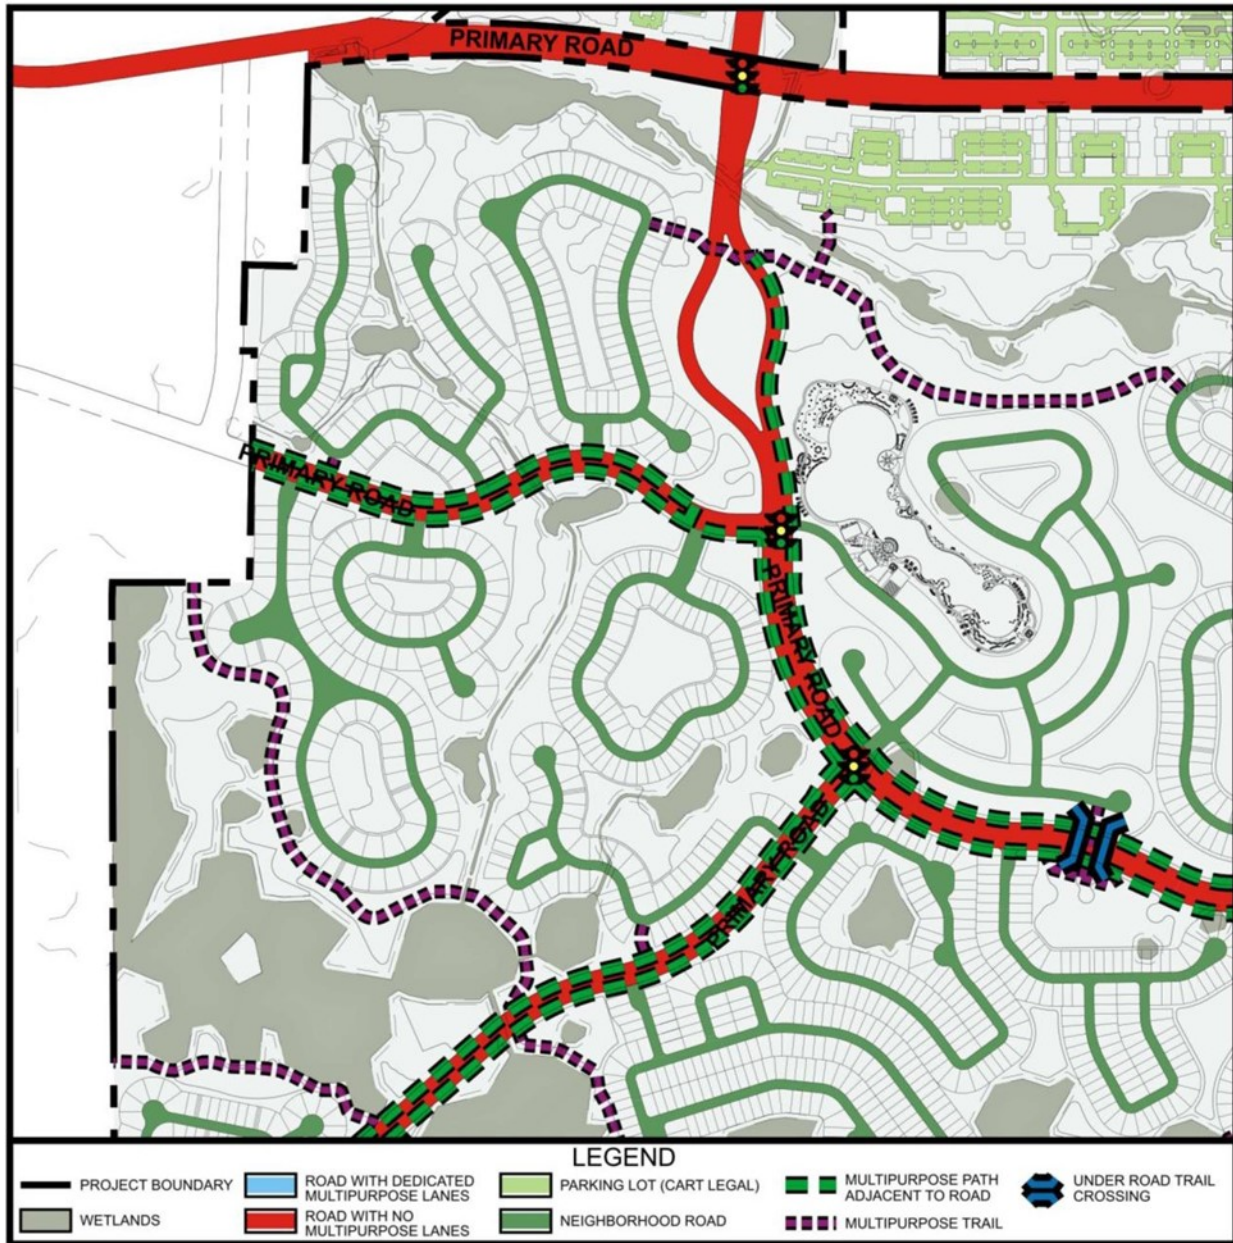 PRIMARY ROAD
PRIMARY ROAD
PRIMARY ROAD
PRIMARY ROAD
LEGEND
PROJECT BOUNDARY
WETLANDS
ROAD WITH DEDICATED
MULTIPURPOSE LANES
ROAD WITH NO
MULTIPURPOSE LANES
PARKING LOT (CART LEGAL)
NEIGHBORHOOD ROAD
MULTIPURPOSE PATH
ADJACENT TO ROAD
MULTIPURPOSE TRAIL
UNDER ROAD TRAIL
CROSSING